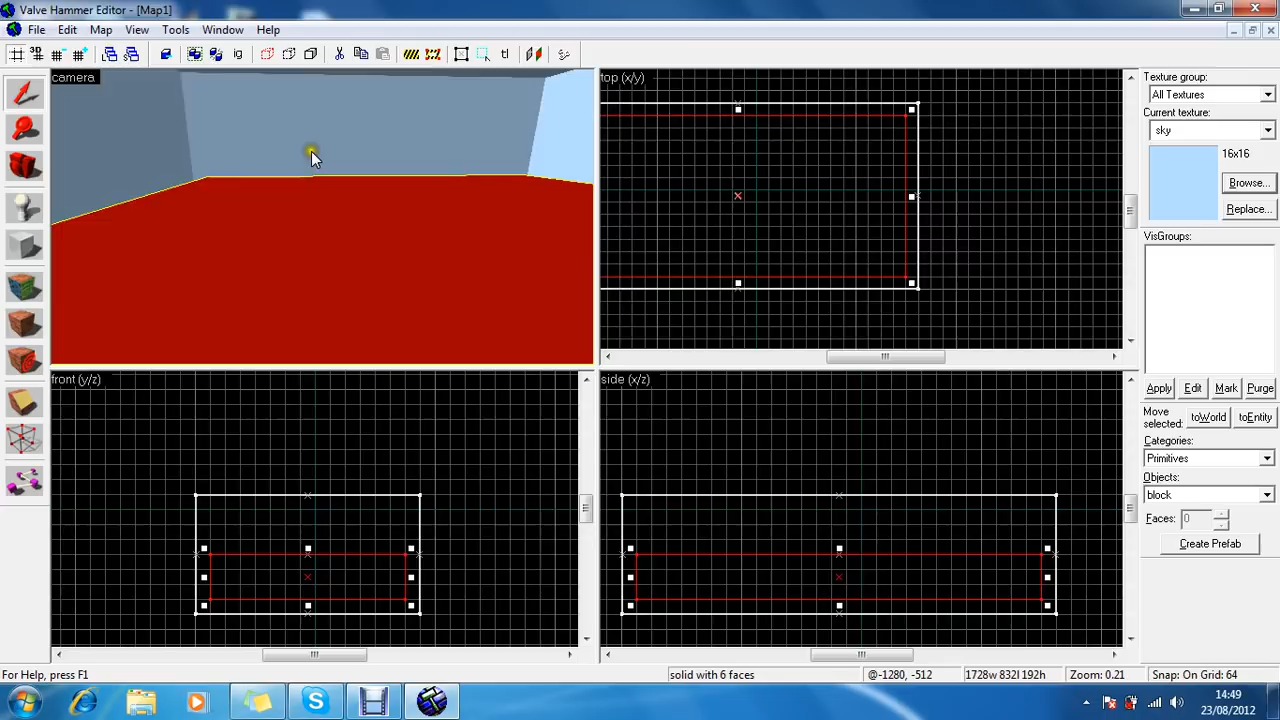 Valve Hammer Editor - [Map1]
File Edit Map View Tools Window Help
3D
ig
tl
camera
top (x/y)
front (y/z)
side (x/z)
Texture group:
All Textures
Current texture:
sky
16x16
Browse...
Replace...
VisGroups:
Apply Edit Mark Purge
Move selected:
toWorld toEntity
Categories:
Primitives
Objects:
block
Faces: 0
Create Prefab
For Help, press F1
solid with 6 faces
@-1280, -512
1728w 832l 192h
Zoom: 0.21
Snap: On Grid: 64
14:49
23/08/2012